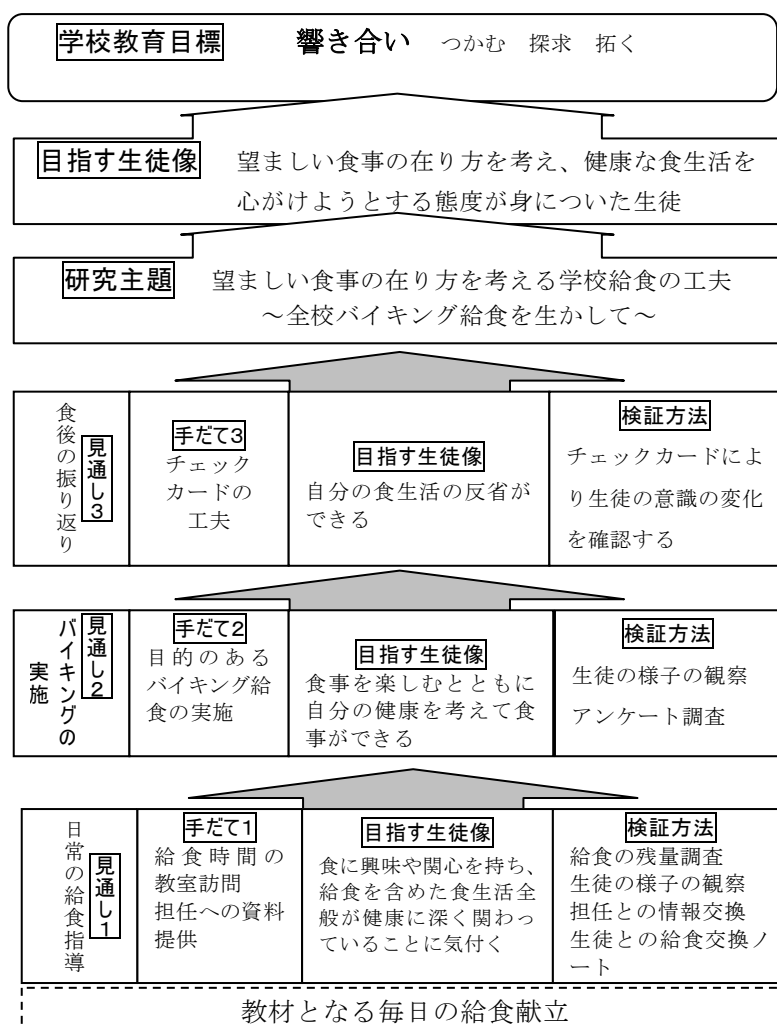 学校教育目標 響き合い つかむ 探求 拓く
目指す生徒像 望ましい食事の在り方を考え、健康な食生活を
心がけようとする態度が身についた生徒
研究主題 望ましい食事の在り方を考える学校給食の工夫
～全校バイキング給食を生かして～
見通し3
食後の振り返り
手だて3
チェック
カードの
工夫
目指す生徒像
自分の食生活の反省が
できる
検証方法
チェックカードによ
り生徒の意識の変化
を確認する
見通し2
バイキングの
実施
手だて2
目的のある
バイキング給
食の実施
目指す生徒像
食事を楽しむとともに
自分の健康を考えて食
事ができる
検証方法
生徒の様子の観察
アンケート調査
見通し1
日常の給食指導
手だて1
給食時間の
教室訪問
担任への資料
提供
目指す生徒像
食に興味や関心を持ち、
給食を含めた食生活全
般が健康に深く関わっ
ていることに気付く
検証方法
給食の残量調査
生徒の様子の観察
担任との情報交換
生徒との給食交換ノ
ート
教材となる毎日の給食献立